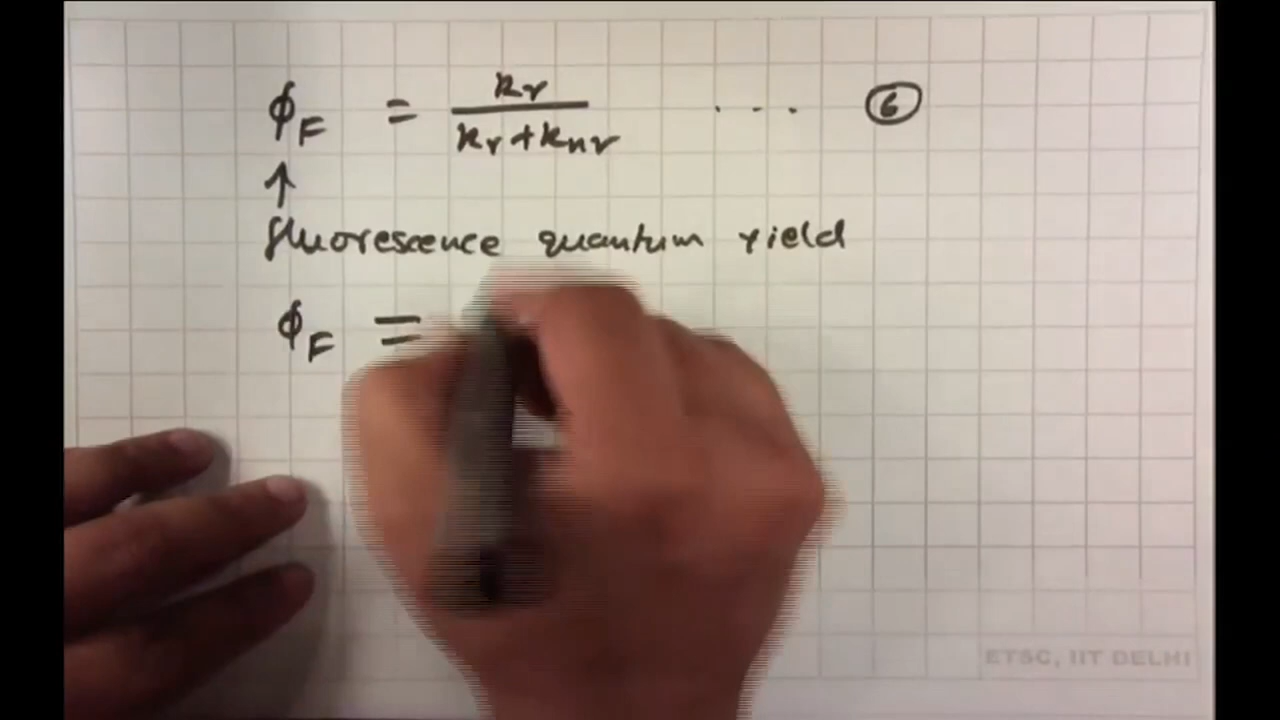 ϕF = kr / kr + knr ... 6
↑
fluorescence quantum yield
ϕF =
ETSC, IIT DELHI